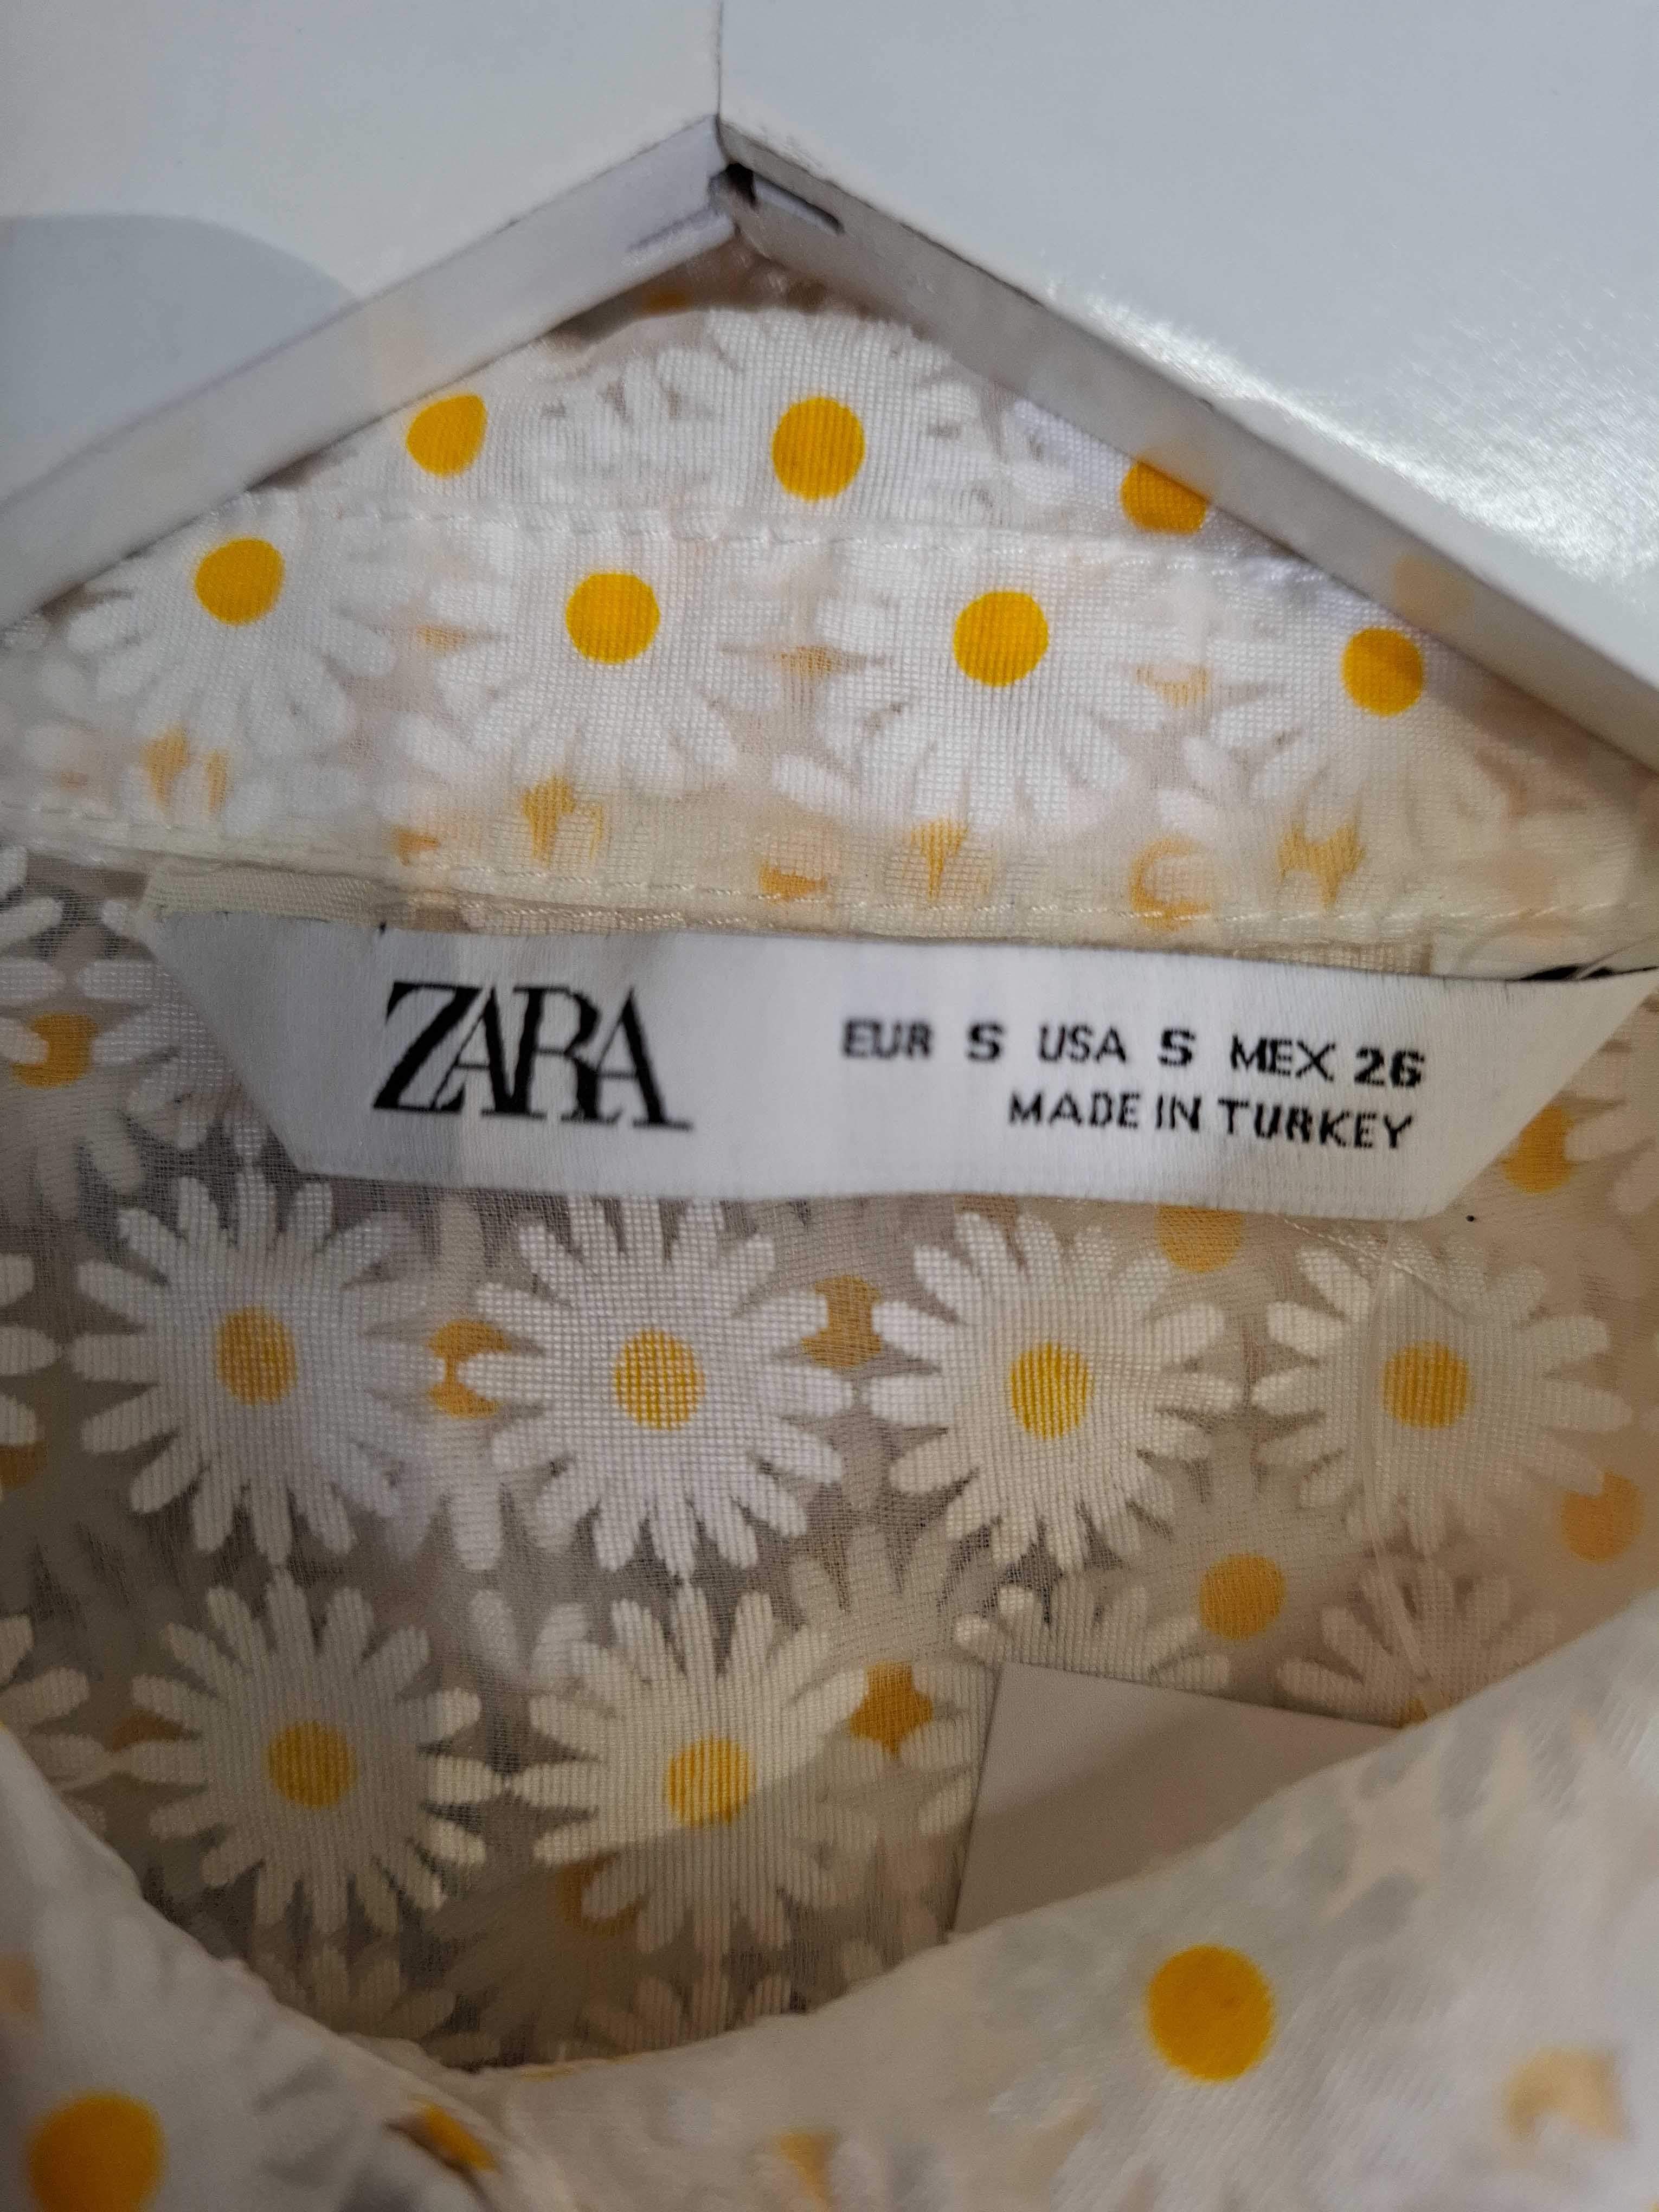 ZARA
EUR S USA S MEX 26
MADE IN TURKEY